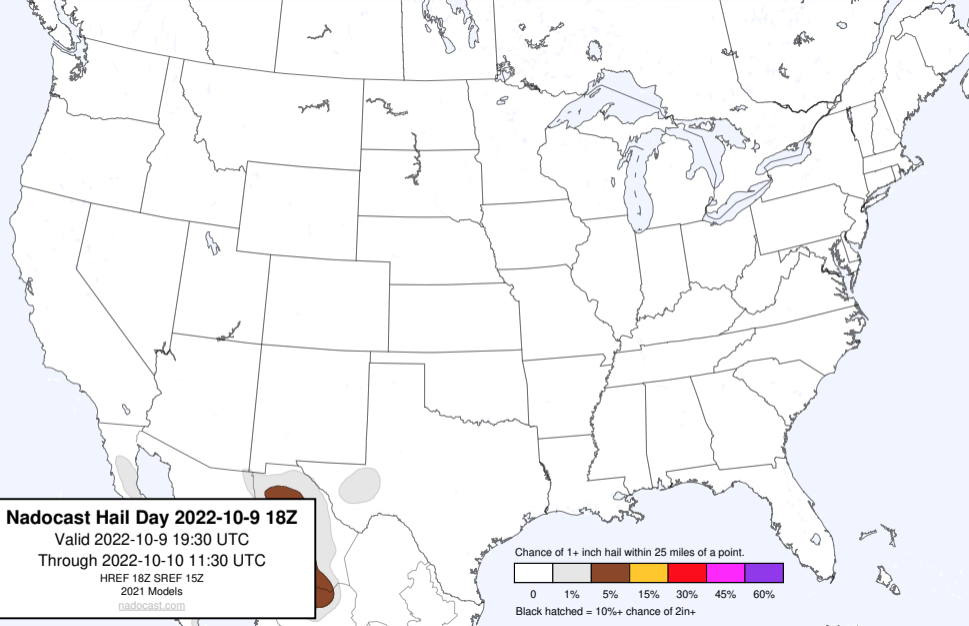 Nadocast Hail Day 2022-10-9 18Z
Valid 2022-10-9 19:30 UTC
Through 2022-10-10 11:30 UTC
HREF 18Z SREF 15Z
2021 Models
nadocast.com
Chance of 1+ inch hail within 25 miles of a point.
0 1% 5% 15% 30% 45% 60%
Black hatched = 10%+ chance of 2in+